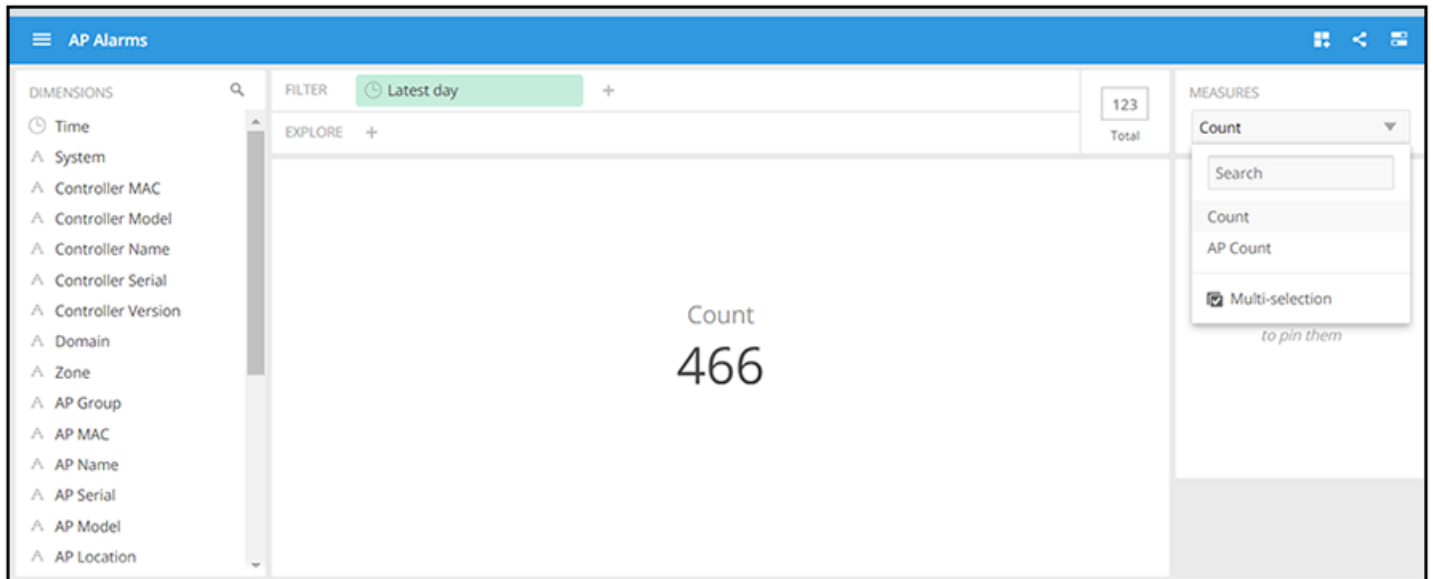 AP Alarms
DIMENSIONS
Time
System
Controller MAC
Controller Model
Controller Name
Controller Serial
Controller Version
Domain
Zone
AP Group
AP MAC
AP Name
AP Serial
AP Model
AP Location
FILTER Latest day +
EXPLORE +
123
Total
Count
466
MEASURES
Count
Search
Count
AP Count
Multi-selection
to pin them